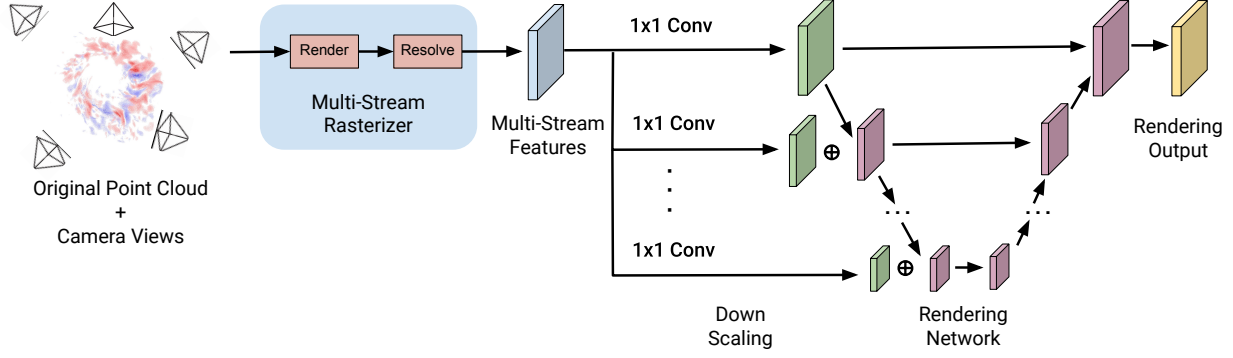 Original Point Cloud
+
Camera Views
Render
Resolve
Multi-Stream
Rasterizer
Multi-Stream
Features
1x1 Conv
1x1 Conv
1x1 Conv
Down
Scaling
Rendering
Network
Rendering
Output